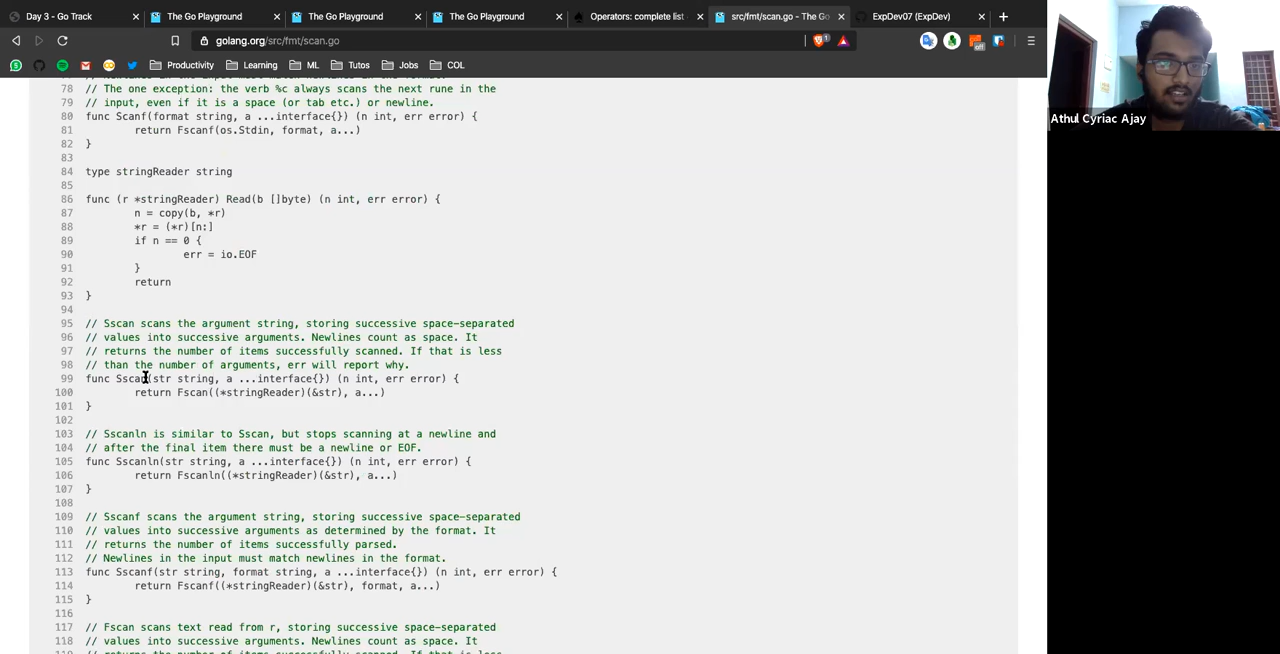 Day 3 - Go Track
The Go Playground
The Go Playground
The Go Playground
Operators: complete list
src/fmt/scan.go - The Go
ExpDev07 (ExpDev)
golang.org/src/fmt/scan.go
1
off
Productivity
Learning
ML
Tutos
Jobs
COL
Athul Cyriac Ajay
78 // The one exception: the verb %c always scans the next rune in the
79 // input, even if it is a space (or tab etc.) or newline.
80 func Scanf(format string, a ...interface{}) (n int, err error) {
81 return Fscanf(os.Stdin, format, a...)
82 }
83
84 type stringReader string
85
86 func (r *stringReader) Read(b []byte) (n int, err error) {
87 n = copy(b, *r)
88 *r = (*r)[n:]
89 if n == 0 {
90 err = io.EOF
91 }
92 return
93 }
94
95 // Sscan scans the argument string, storing successive space-separated
96 // values into successive arguments. Newlines count as space. It
97 // returns the number of items successfully scanned. If that is less
98 // than the number of arguments, err will report why.
99 func Sscan(str string, a ...interface{}) (n int, err error) {
100 return Fscan((*stringReader)(&str), a...)
101 }
102
103 // Sscanln is similar to Sscan, but stops scanning at a newline and
104 // after the final item there must be a newline or EOF.
105 func Sscanln(str string, a ...interface{}) (n int, err error) {
106 return Fscanln((*stringReader)(&str), a...)
107 }
108
109 // Sscanf scans the argument string, storing successive space-separated
110 // values into successive arguments as determined by the format. It
111 // returns the number of items successfully parsed.
112 // Newlines in the input must match newlines in the format.
113 func Sscanf(str string, format string, a ...interface{}) (n int, err error) {
114 return Fscanf((*stringReader)(&str), format, a...)
115 }
116
117 // Fscan scans text read from r, storing successive space-separated
118 // values into successive arguments. Newlines count as space. It